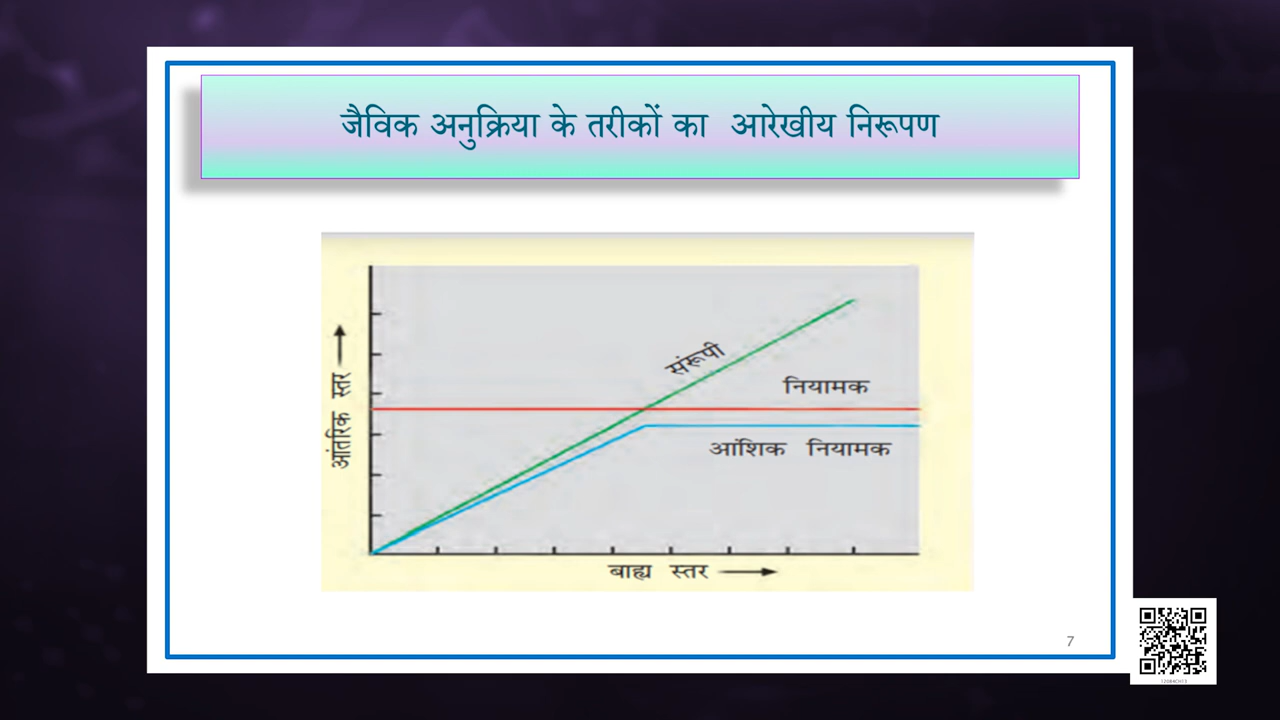 जैविक अनुक्रिया के तरीकों का आरेखीय निरूपण
आंतरिक स्तर
संरूपी
नियामक
आंशिक नियामक
बाह्य स्तर
7